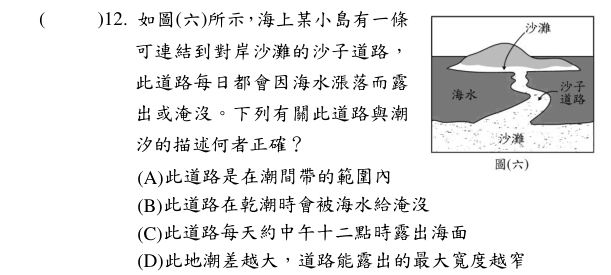 (　　)12. 如圖(六)所示，海上某小島有一條
可連結到對岸沙灘的沙子道路，
此道路每日都會因海水漲落而露
出或淹沒。下列有關此道路與潮
汐的描述何者正確？
(A)此道路是在潮間帶的範圍內
(B)此道路在乾潮時會被海水給淹沒
(C)此道路每天約中午十二點時露出海面
(D)此地潮差越大，道路能露出的最大寬度越窄
沙灘
海水
沙子
道路
沙灘
圖(六)